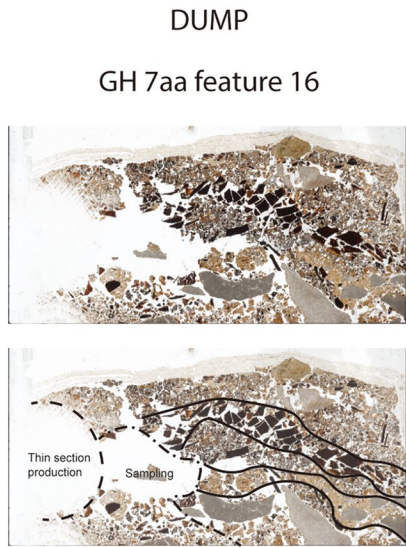 DUMP
GH 7aa feature 16
Thin section
production
Sampling